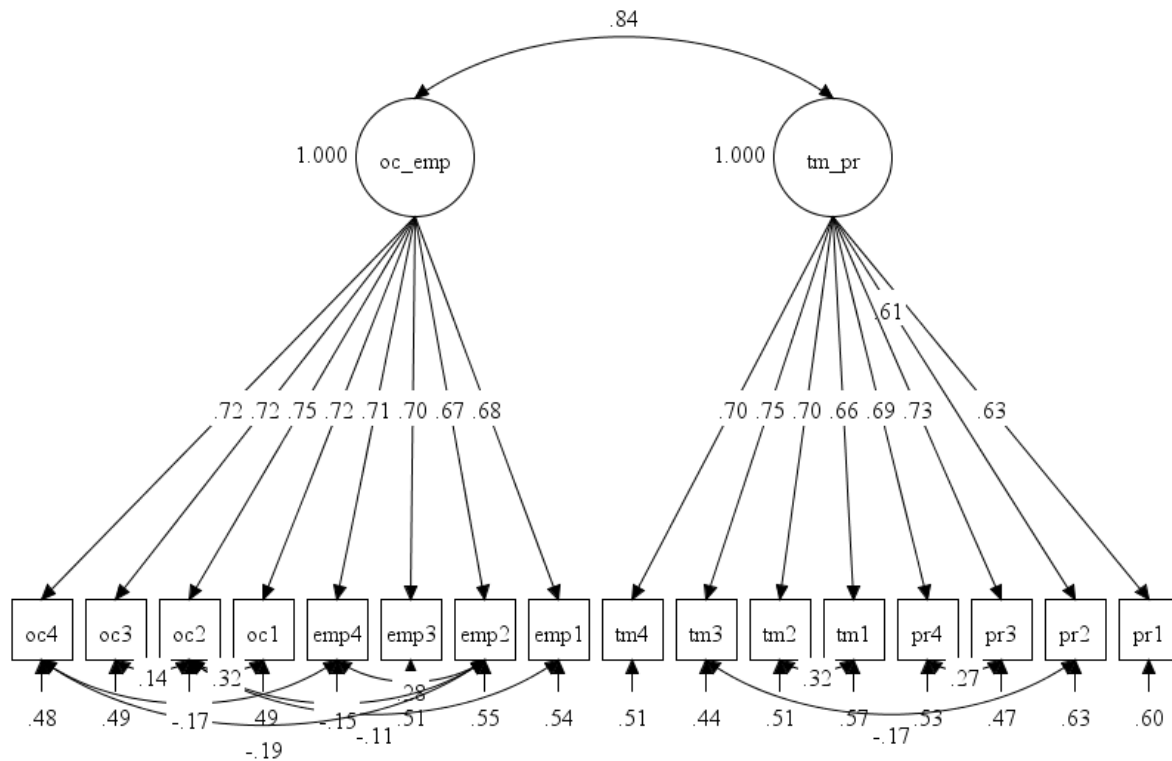 .84
1.000 oc_emp 1.000 tm_pr
.61
.72 .72 .75 .72 .71 .70 .67 .68 .70 .75 .70 .66 .69 .73 .63
oc4 oc3 oc2 oc1 emp4 emp3 emp2 emp1 tm4 tm3 tm2 tm1 pr4 pr3 pr2 pr1
.14 .32 .28 .32 .27
.48 .49 -.17 .49 -.15 .51 .55 .54 .51 .44 .51 .57 .53 .47 .63 .60
-.19 -.11 -.17